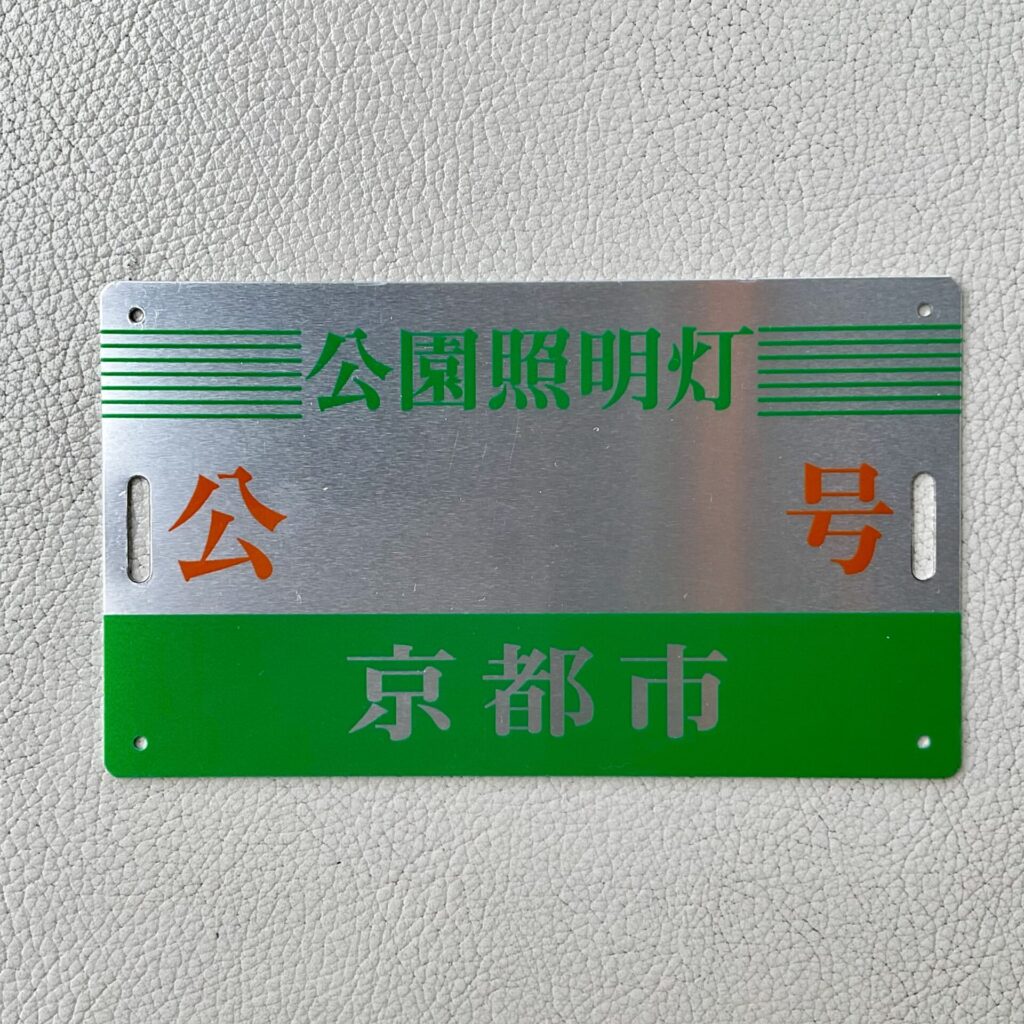 公園照明灯
公 号
京都市